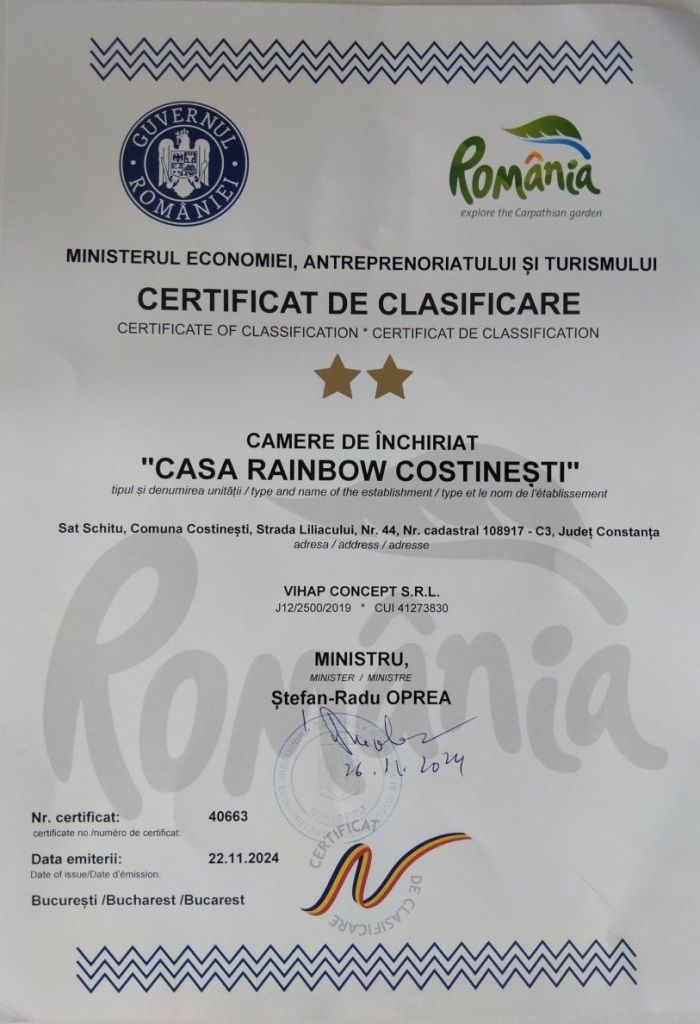 GUVERNUL
ROMÂNIEI
România
explore the Carpathian garden
MINISTERUL ECONOMIEI, ANTREPRENORIATULUI ȘI TURISMULUI
CERTIFICAT DE CLASIFICARE
CERTIFICATE OF CLASSIFICATION * CERTIFICAT DE CLASSIFICATION
CAMERE DE ÎNCHIRIAT
"CASA RAINBOW COSTINEȘTI"
tipul și denumirea unității / type and name of the establishment / type et le nom de l'établissement
Sat Schitu, Comuna Costinești, Strada Liliacului, Nr. 44, Nr. cadastral 108917 - C3, Județ Constanța
adresa / address / adresse
VIHAP CONCEPT S.R.L.
J12/2500/2019 * CUI 41273830
România
MINISTRU,
MINISTER / MINISTRE
Ștefan-Radu OPREA
26.11.2024
Nr. certificat: 40663
certificate no./numéro de certificat:
Data emiterii: 22.11.2024
Date of issue/Date d'émission:
București /Bucharest /Bucarest
CERTIFICAT
DE CLASIFICARE